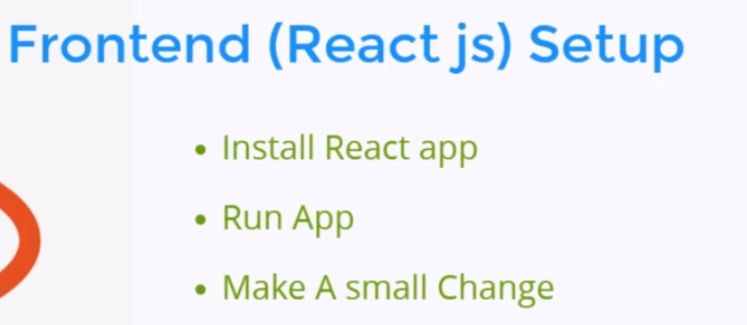 Frontend (React js) Setup
• Install React app
• Run App
• Make A small Change